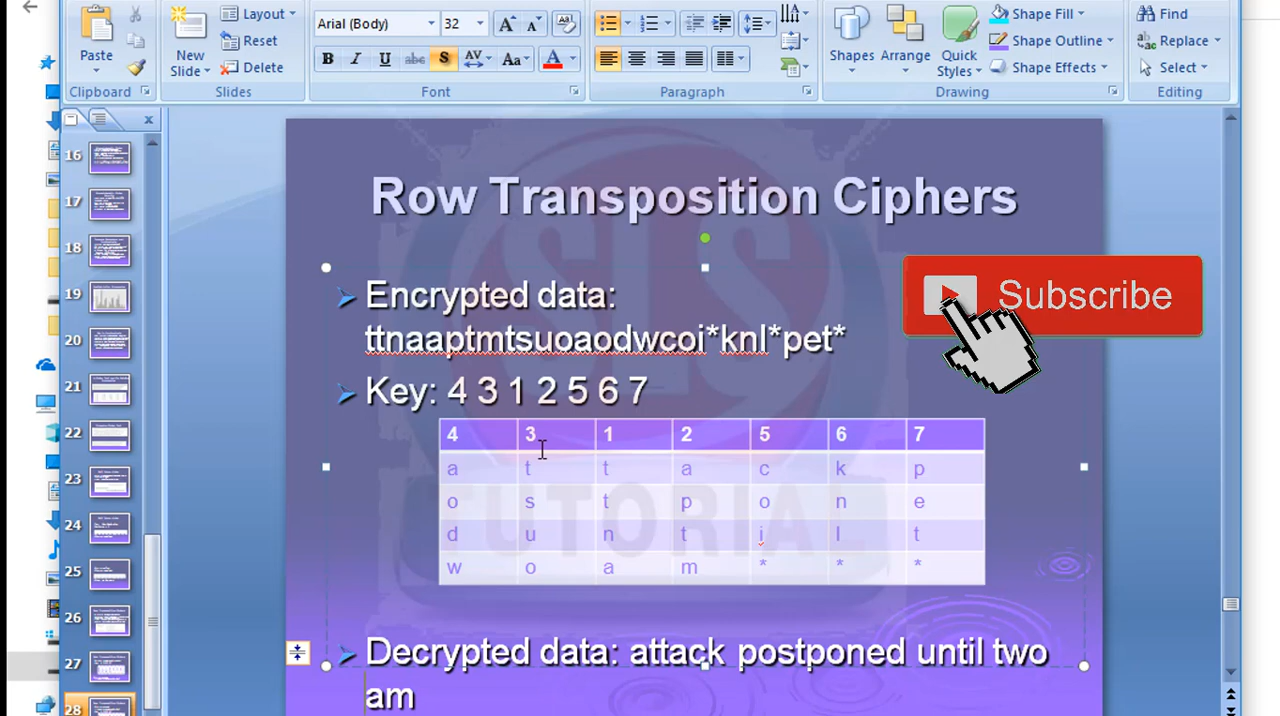 Layout
Arial (Body) 32
Shape Fill
Find
Reset
Shape Outline
Replace
Paste
New
Slide
Delete
B I U abc S AV Aa A
Shapes
Arrange
Quick
Styles
Shape Effects
Select
Clipboard
Slides
Font
Paragraph
Drawing
Editing
16
17
18
19
20
21
22
23
24
25
26
27
28
Row Transposition Ciphers
Encrypted data:
ttnaaptmtsuoaodwcoi*knl*pet*
Subscribe
Key: 4 3 1 2 5 6 7
4 3 1 2 5 6 7
a t t a c k p
o s t p o n e
d u n t i l t
w o a m * * *
Decrypted data: attack postponed until two
am
SLS
TUTORIAL